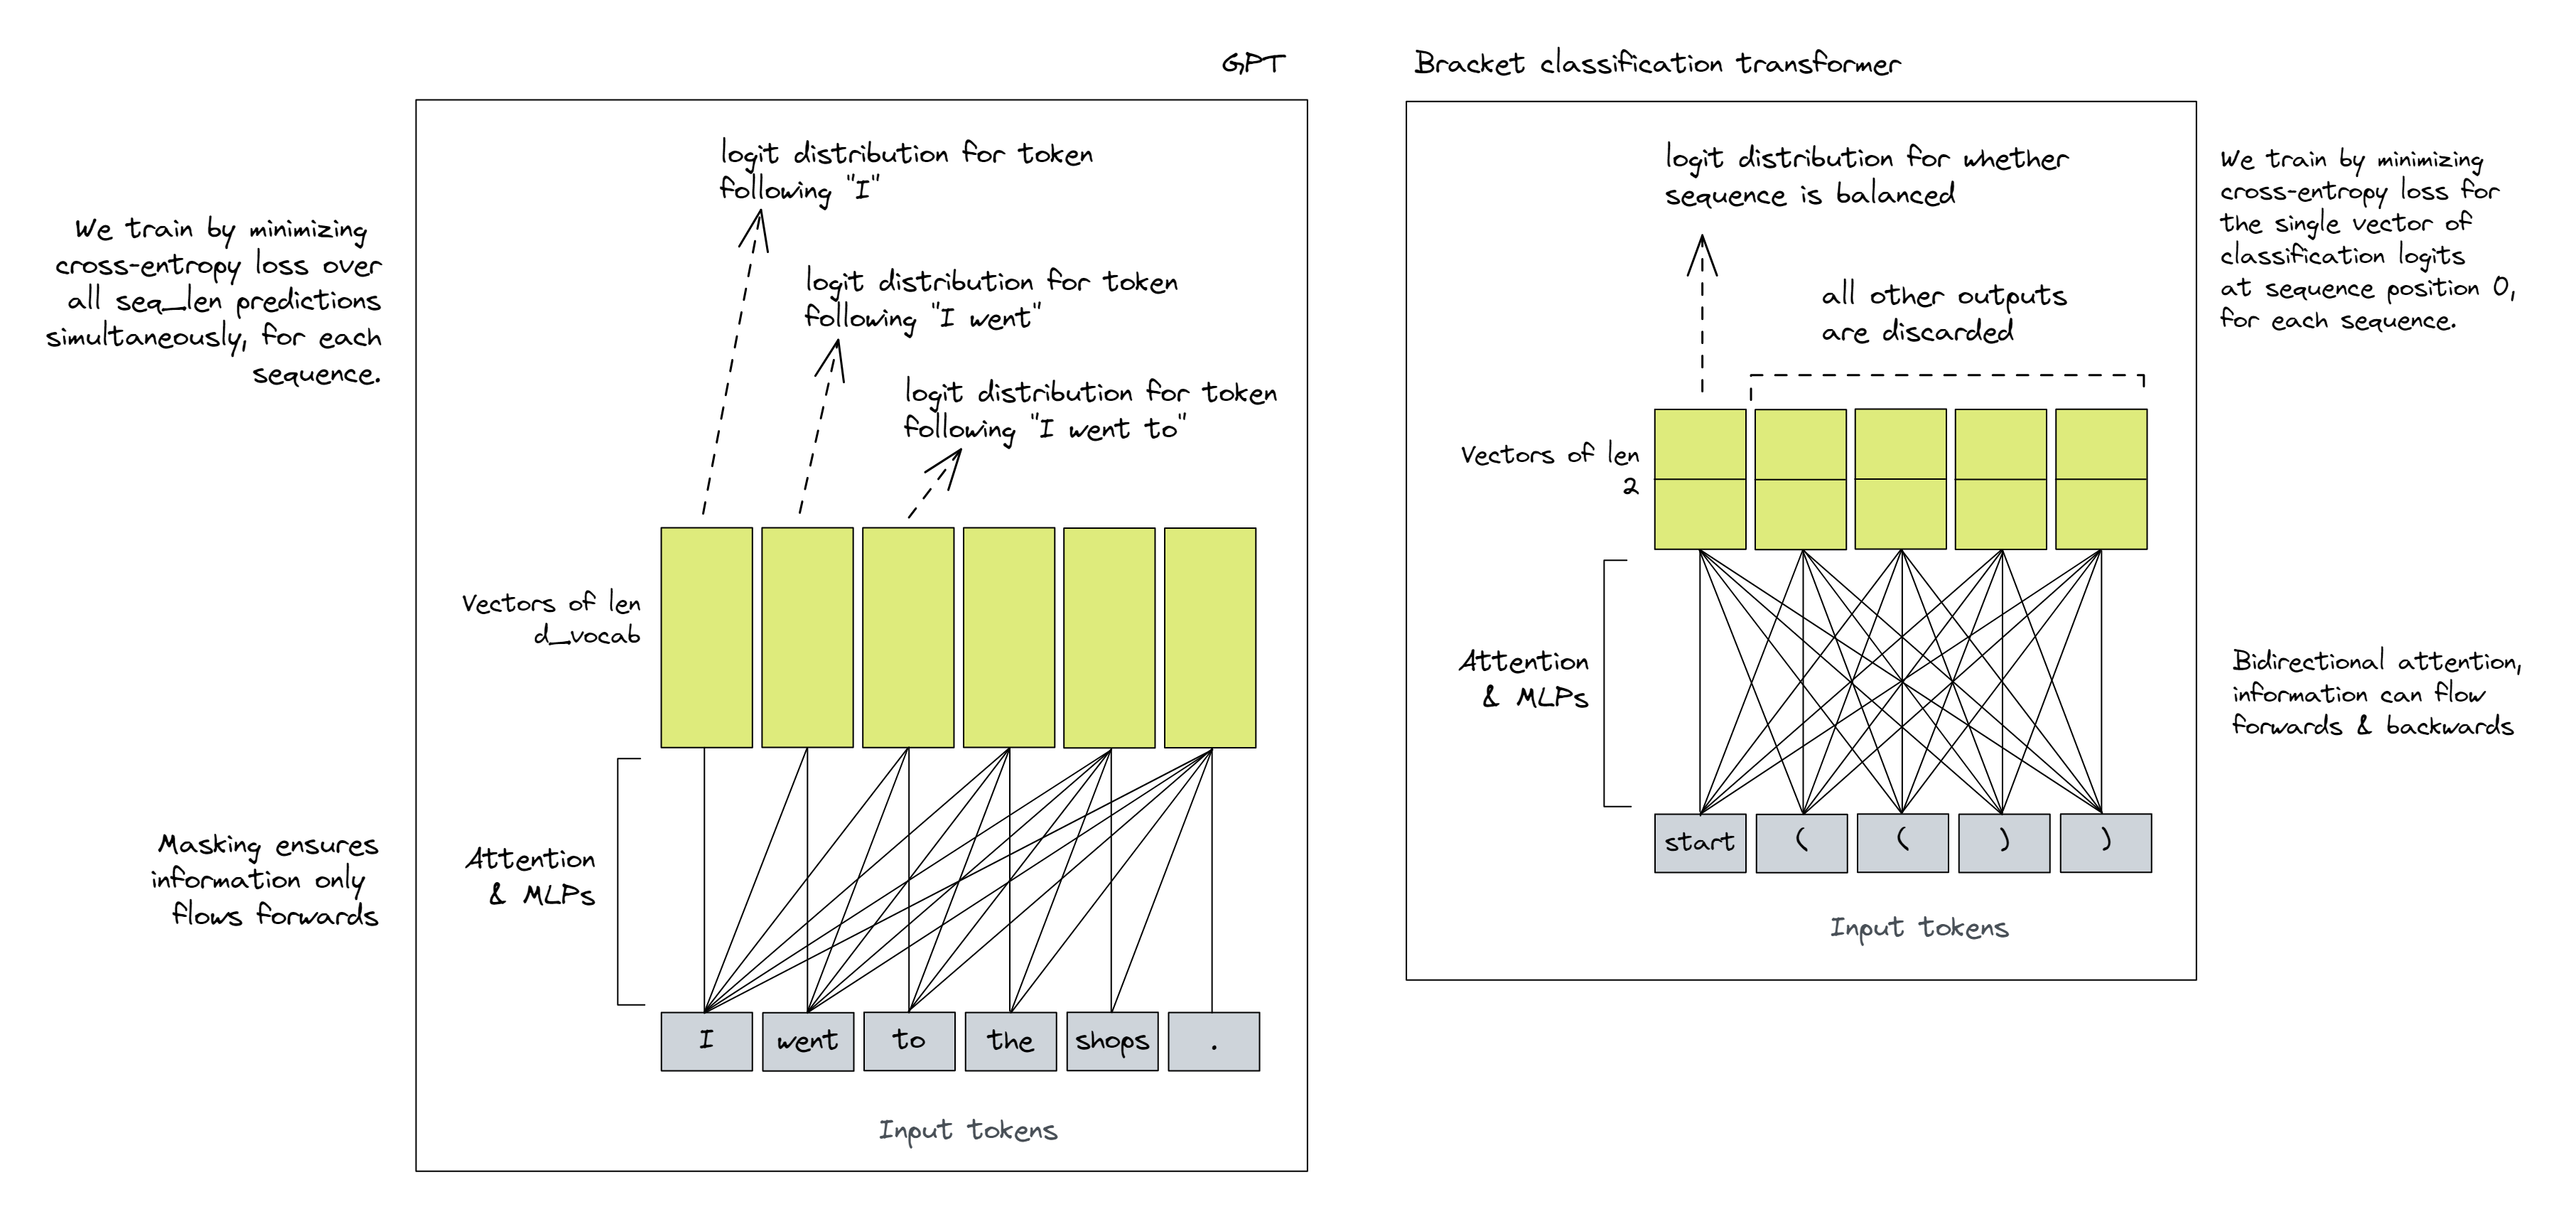 GPT
We train by minimizing
cross-entropy loss over
all seq_len predictions
simultaneously, for each
sequence.
logit distribution for token
following "I"
logit distribution for token
following "I went"
logit distribution for token
following "I went to"
Vectors of len
d_vocab
Attention
& MLPs
Masking ensures
information only
flows forwards
I
went
to
the
shops
.
Input tokens
Bracket classification transformer
logit distribution for whether
sequence is balanced
all other outputs
are discarded
We train by minimizing
cross-entropy loss for
the single vector of
classification logits
at sequence position 0,
for each sequence.
Vectors of len
2
Attention
& MLPs
Bidirectional attention,
information can flow
forwards & backwards
start
(
(
)
)
Input tokens